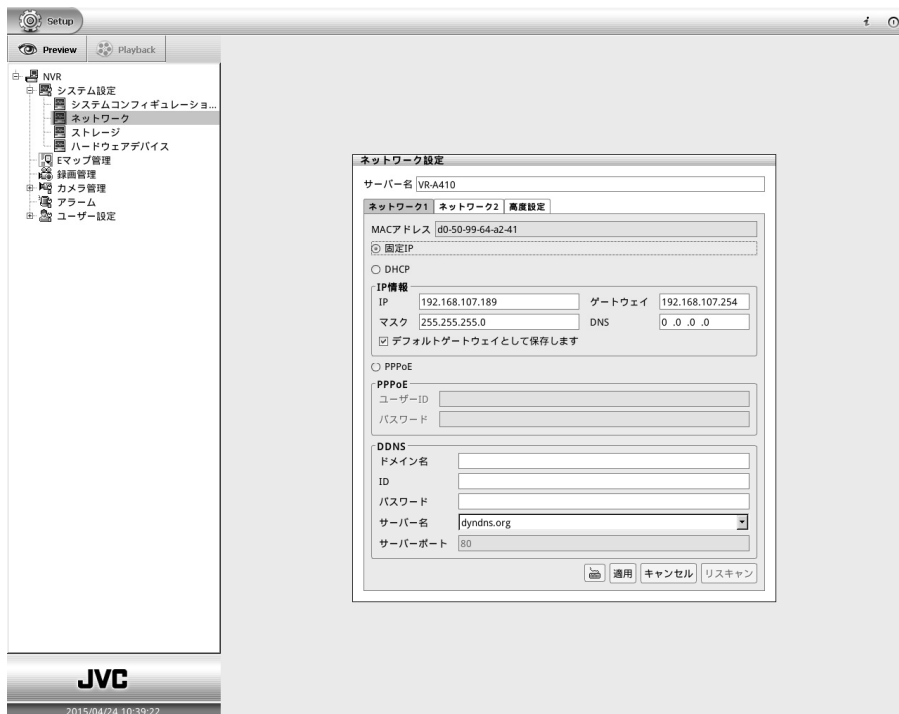 Setup
i
Preview
Playback
NVR
システム設定
システムコンフィギュレーショ...
ネットワーク
ストレージ
ハードウェアデバイス
Eマップ管理
録画管理
カメラ管理
アラーム
ユーザー設定
ネットワーク設定
サーバー名 VR-A410
ネットワーク1 ネットワーク2 高度設定
MACアドレス d0-50-99-64-a2-41
固定IP
DHCP
IP情報
IP 192.168.107.189 ゲートウェイ 192.168.107.254
マスク 255.255.255.0 DNS 0 .0 .0 .0
デフォルトゲートウェイとして保存します
PPPoE
PPPoE
ユーザーID
パスワード
DDNS
ドメイン名
ID
パスワード
サーバー名 dyndns.org
サーバーポート 80
適用 キャンセル リスキャン
JVC
2015/04/24 10:39:22